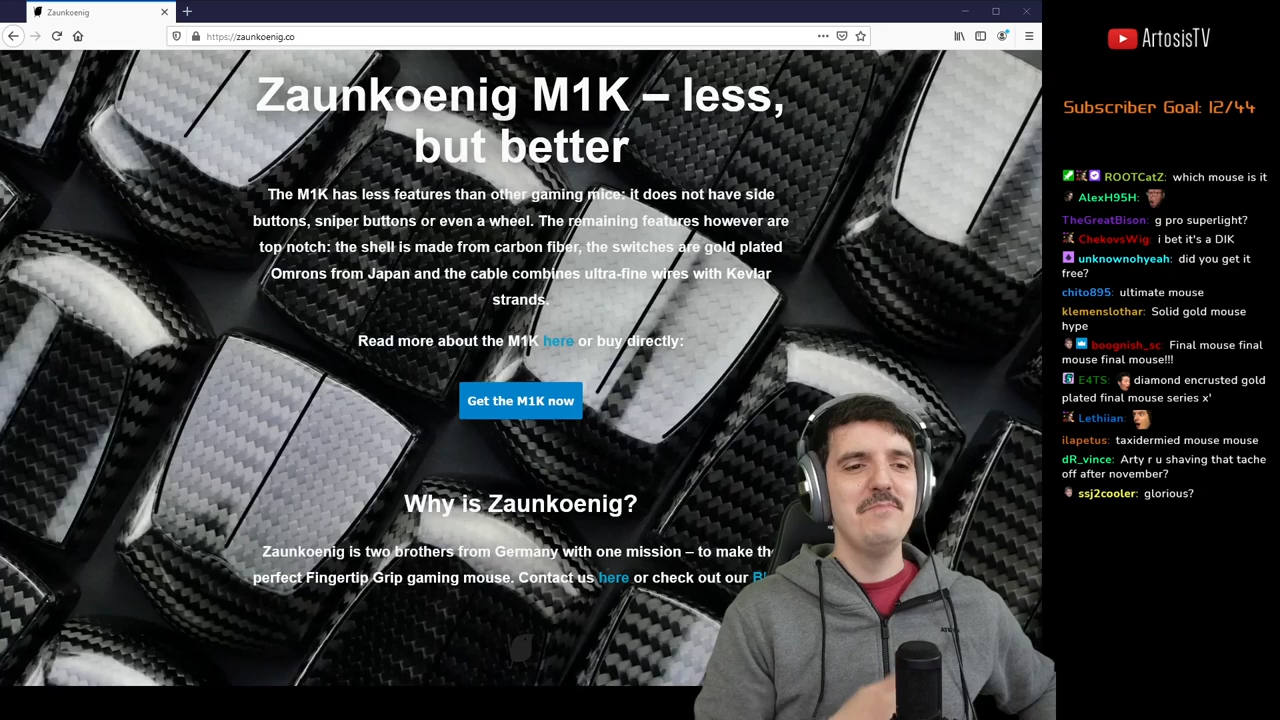 Zaunkoenig
https://zaunkoenig.co
Zaunkoenig M1K – less,
but better
The M1K has less features than other gaming mice: it does not have side
buttons, sniper buttons or even a wheel. The remaining features however are
top notch: the shell is made from carbon fiber, the switches are gold plated
Omrons from Japan and the cable combines ultra-fine wires with Kevlar
strands.
Read more about the M1K here or buy directly:
Get the M1K now
Why is Zaunkoenig?
Zaunkoenig is two brothers from Germany with one mission – to make th
perfect Fingertip Grip gaming mouse. Contact us here or check out our
ArtosisTV
Subscriber Goal: 12/44
ROOTCatZ: which mouse is it
AlexH95H:
TheGreatBison: g pro superlight?
ChekovsWig: i bet it's a DIK
unknownohyeah: did you get it
free?
chito895: ultimate mouse
klemenslothar: Solid gold mouse
hype
boognish_sc: Final mouse final
mouse final mouse!!!
E4TS: diamond encrusted gold
plated final mouse series x'
Lethiian:
ilapetus: taxidermied mouse mouse
dR_vince: Arty r u shaving that tache
off after november?
ssj2cooler: glorious?